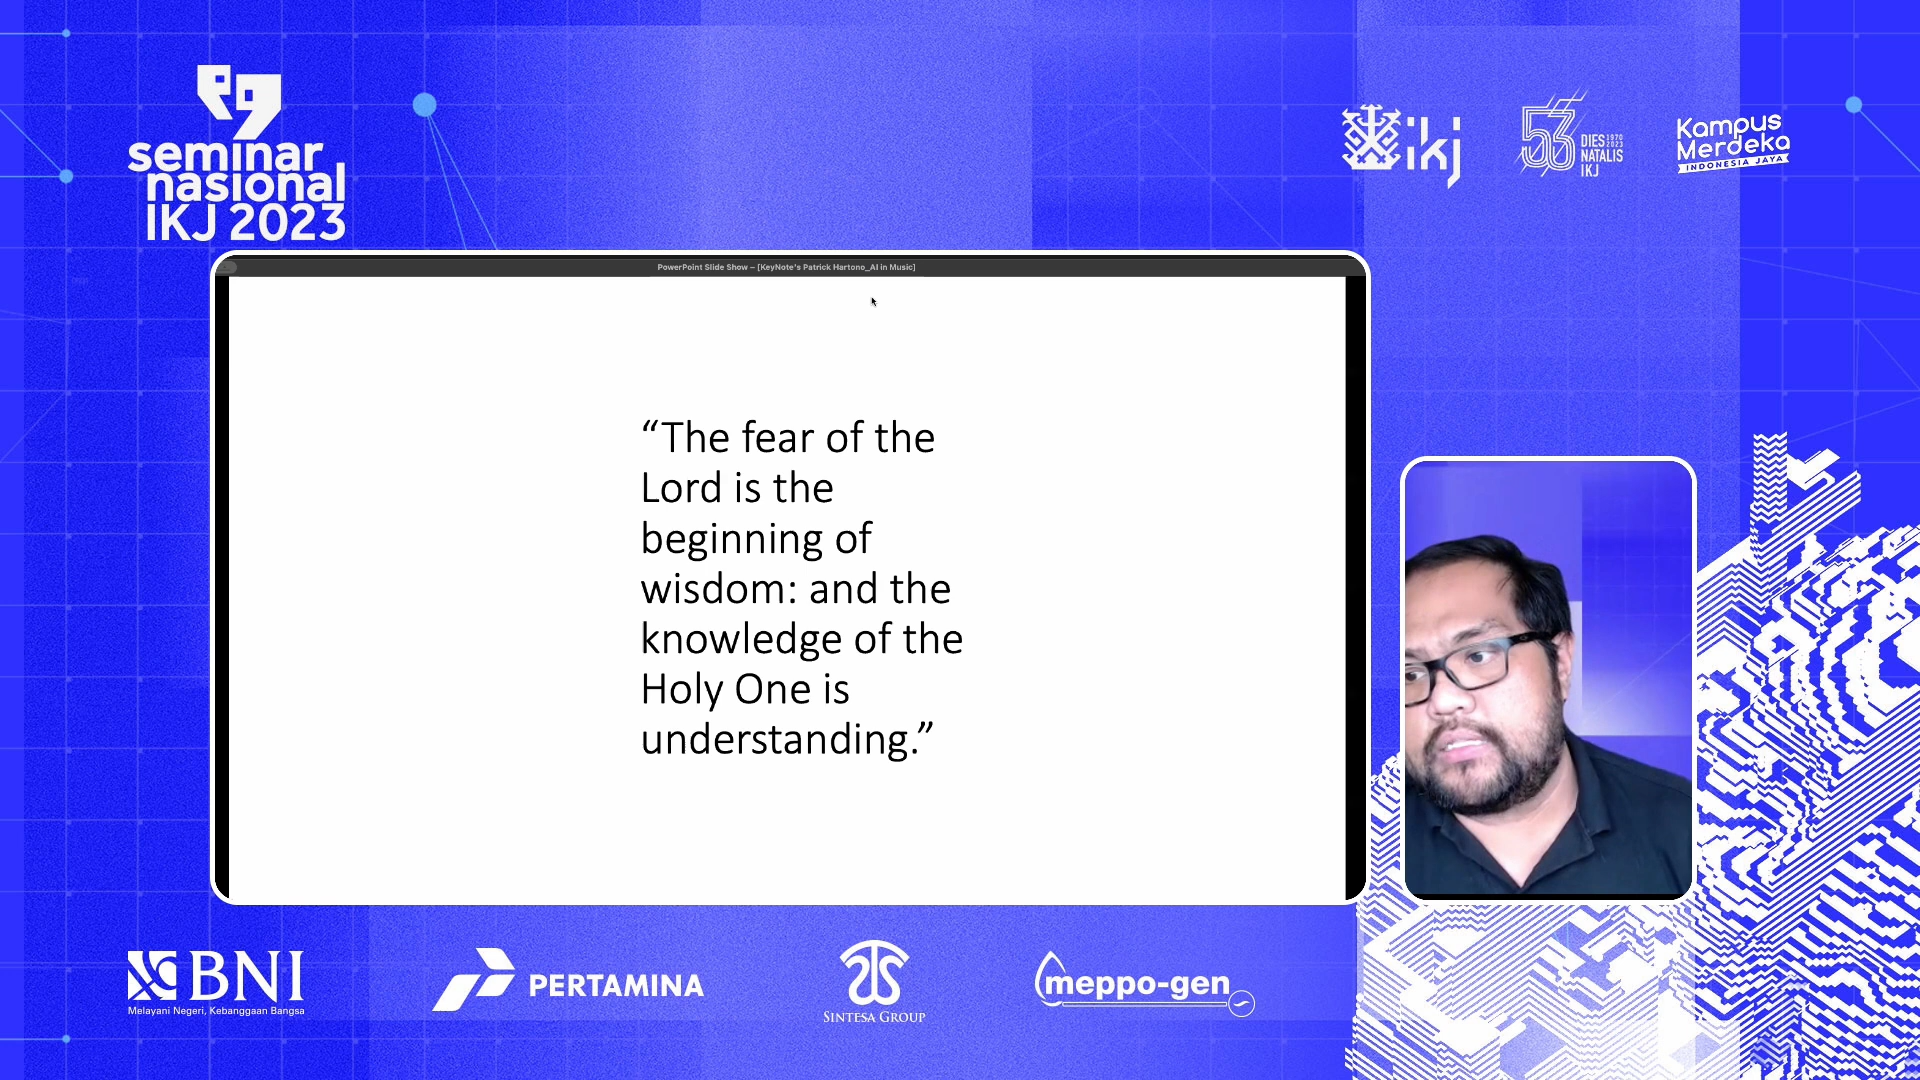 seminar
nasional
IKJ 2023
ikj
53
DIES 1970 2023
NATALIS
IKJ
Kampus
Merdeka
INDONESIA JAYA
PowerPoint Slide Show – [KeyNote's Patrick Hartono_AI in Music]
“The fear of the
Lord is the
beginning of
wisdom: and the
knowledge of the
Holy One is
understanding.”
BNI
Melayani Negeri, Kebanggaan Bangsa
PERTAMINA
SINTESA GROUP
meppo-gen